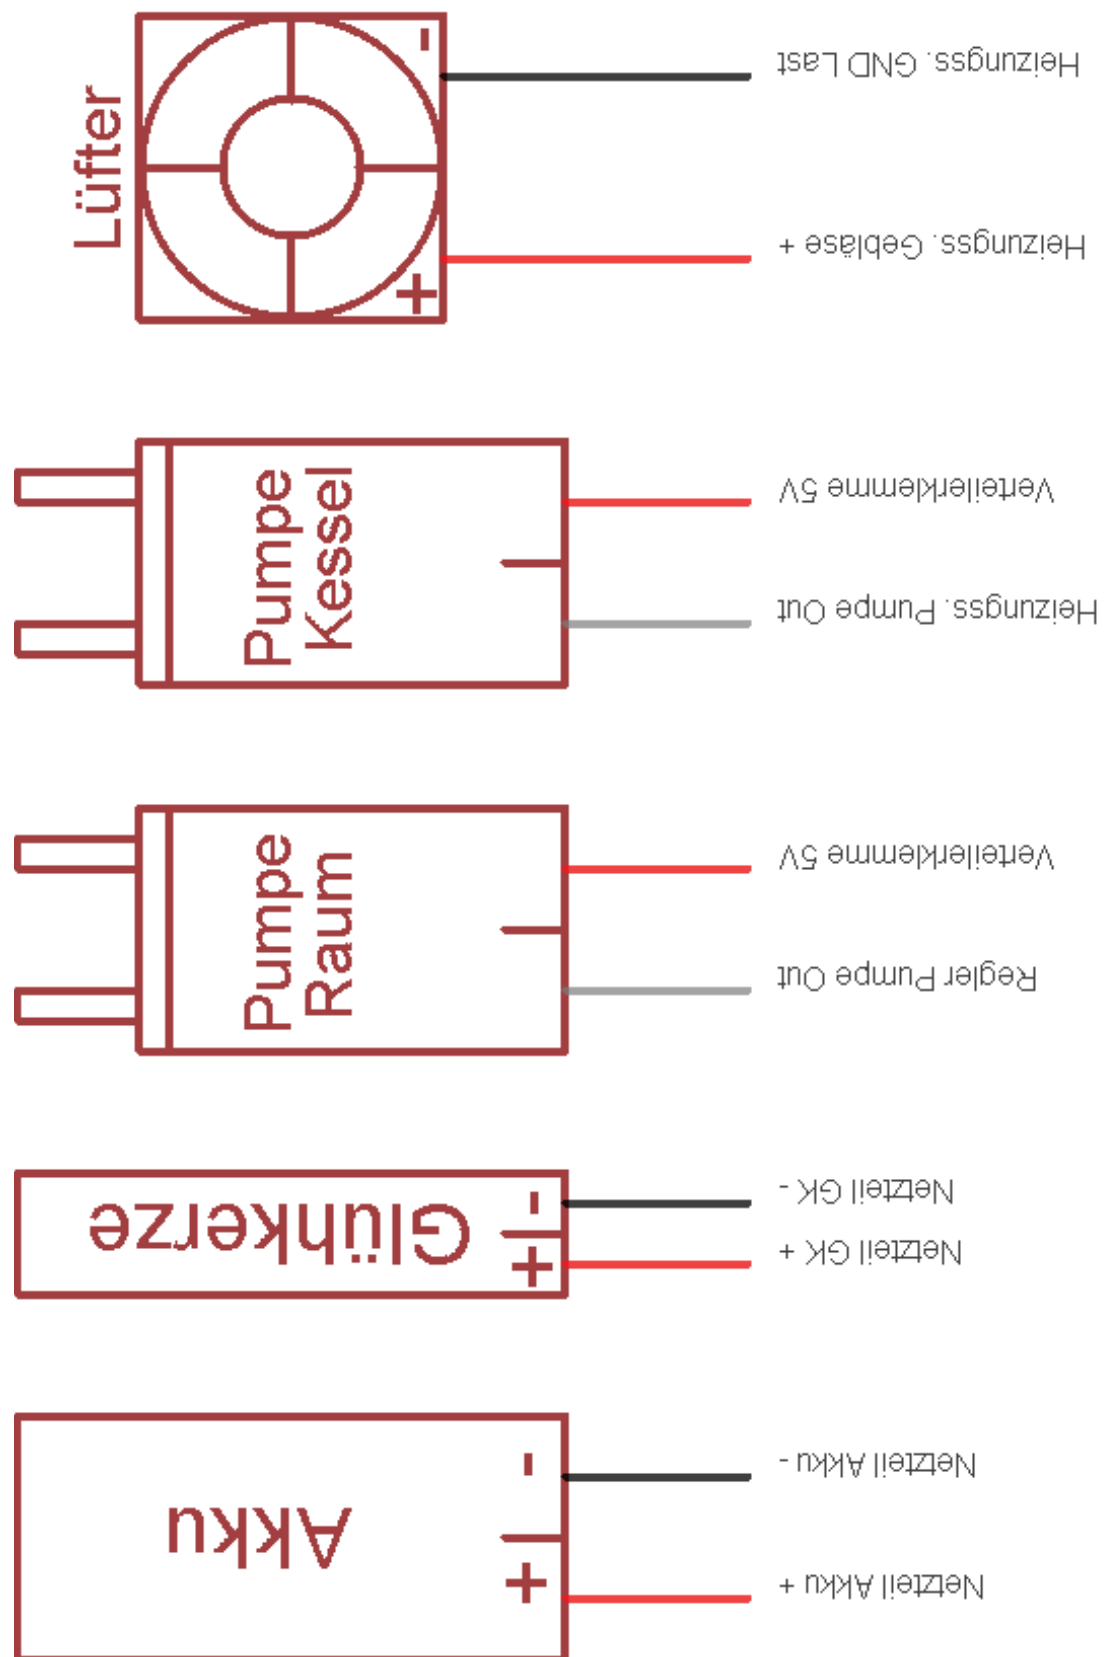 Lüfter
-
+
Heizungss. GND Last
Heizungss. Gebläse +
Pumpe
Kessel
Verteilerklemme 5V
Heizungss. Pumpe Out
Pumpe
Raum
Verteilerklemme 5V
Regler Pumpe Out
Glühkerze
-
+
Netzteil GK -
Netzteil GK +
Akku
-
+
Netzteil Akku -
Netzteil Akku +